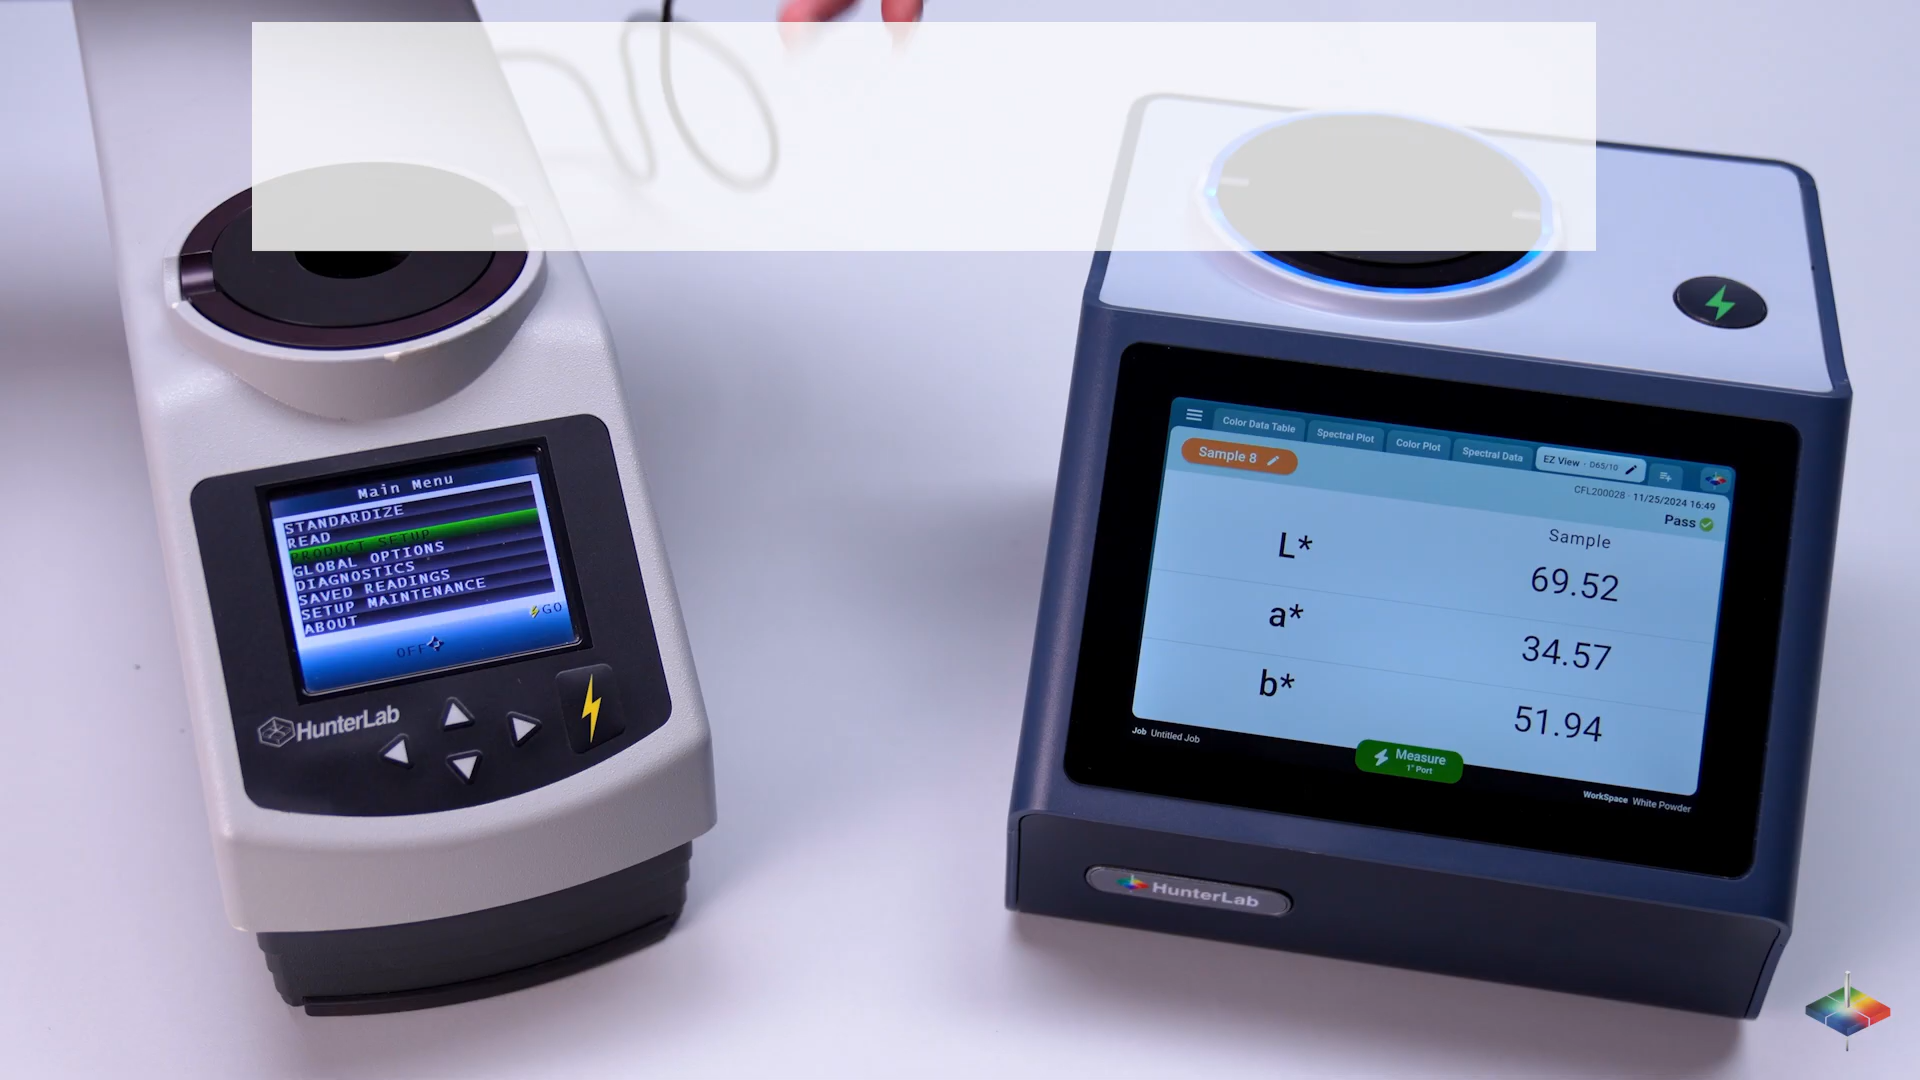 Main Menu
STANDARDIZE
READ
PRODUCT SETUP
GLOBAL OPTIONS
DIAGNOSTICS
SAVED READINGS
SETUP MAINTENANCE
ABOUT
GO
OFF
HunterLab
Color Data Table
Spectral Plot
Color Plot
Spectral Data
EZ View - D65/10
Sample 8
CFL200028 · 11/25/2024 16:49
Pass
Sample
L* 69.52
a* 34.57
b* 51.94
Job Untitled Job
Measure
1" Port
WorkSpace White Powder
HunterLab